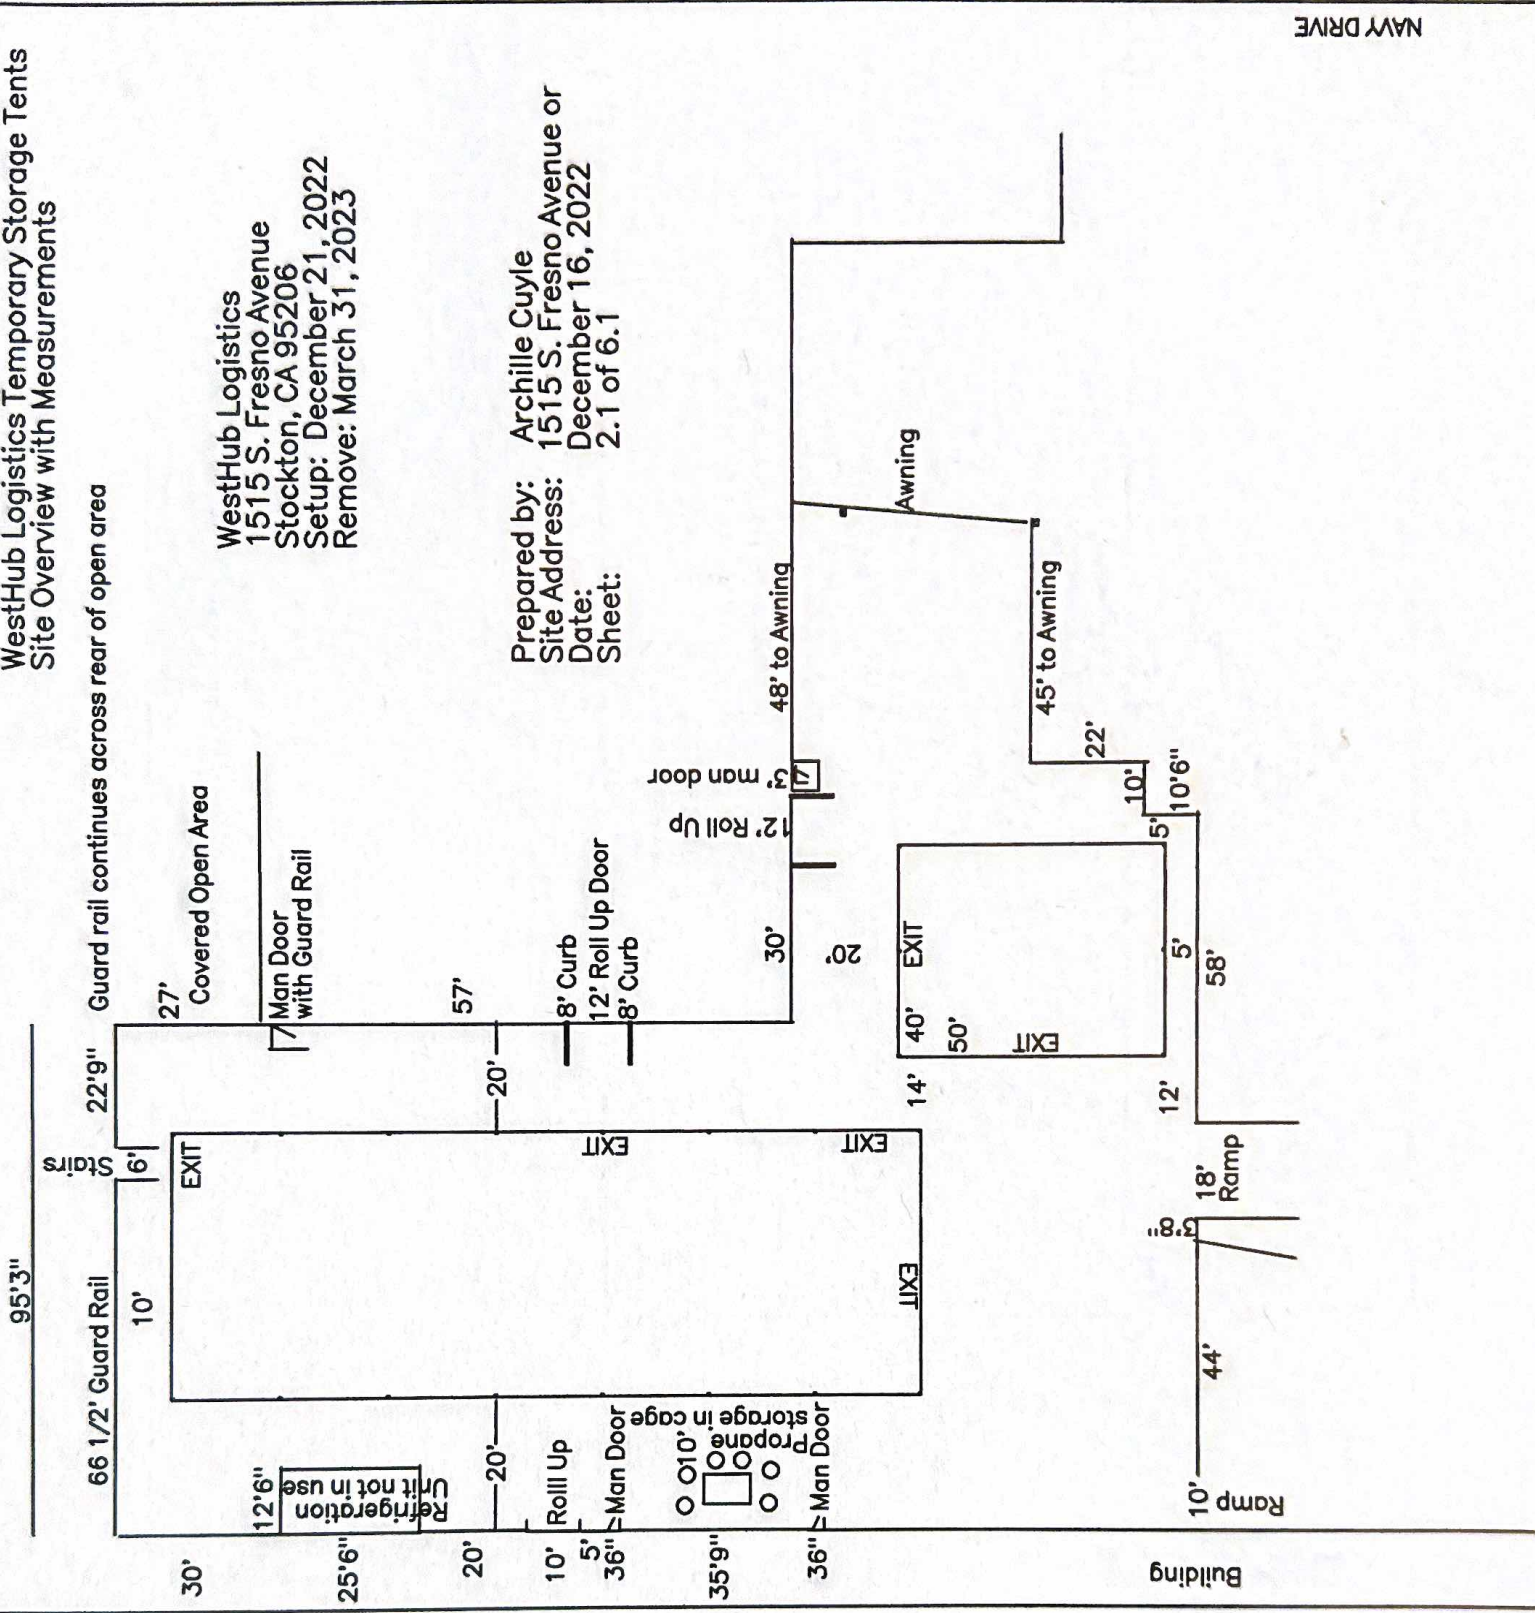 WestHub Logistics Temporary Storage Tents
Site Overview with Measurements
WestHub Logistics
1515 S. Fresno Avenue
Stockton, CA 95206
Setup: December 21, 2022
Remove: March 31, 2023
Prepared by: Archille Cuyle
Site Address: 1515 S. Fresno Avenue or
Date: December 16, 2022
Sheet: 2.1 of 6.1
NAVY DRIVE
95'3"
66 1/2' Guard Rail
Stairs
6'
22'9"
Guard rail continues across rear of open area
10'
27'
Covered Open Area
Man Door
with Guard Rail
57'
8' Curb
12' Roll Up Door
8' Curb
30'
12' Roll Up
3' man door
48' to Awning
Awning
45' to Awning
22'
10'
10'6"
5'
20'
EXIT
40'
50'
EXIT
5'
58'
14'
12'
EXIT
20'
EXIT
EXIT
EXIT
18'
Ramp
3'8"
44'
10'
Ramp
30'
12'6"
Refrigeration
Unit not in use
25'6"
20'
20'
Rolll Up
10'
5'
36"
Man Door
10'
Propane
storage in cage
35'9"
Man Door
36"
Building